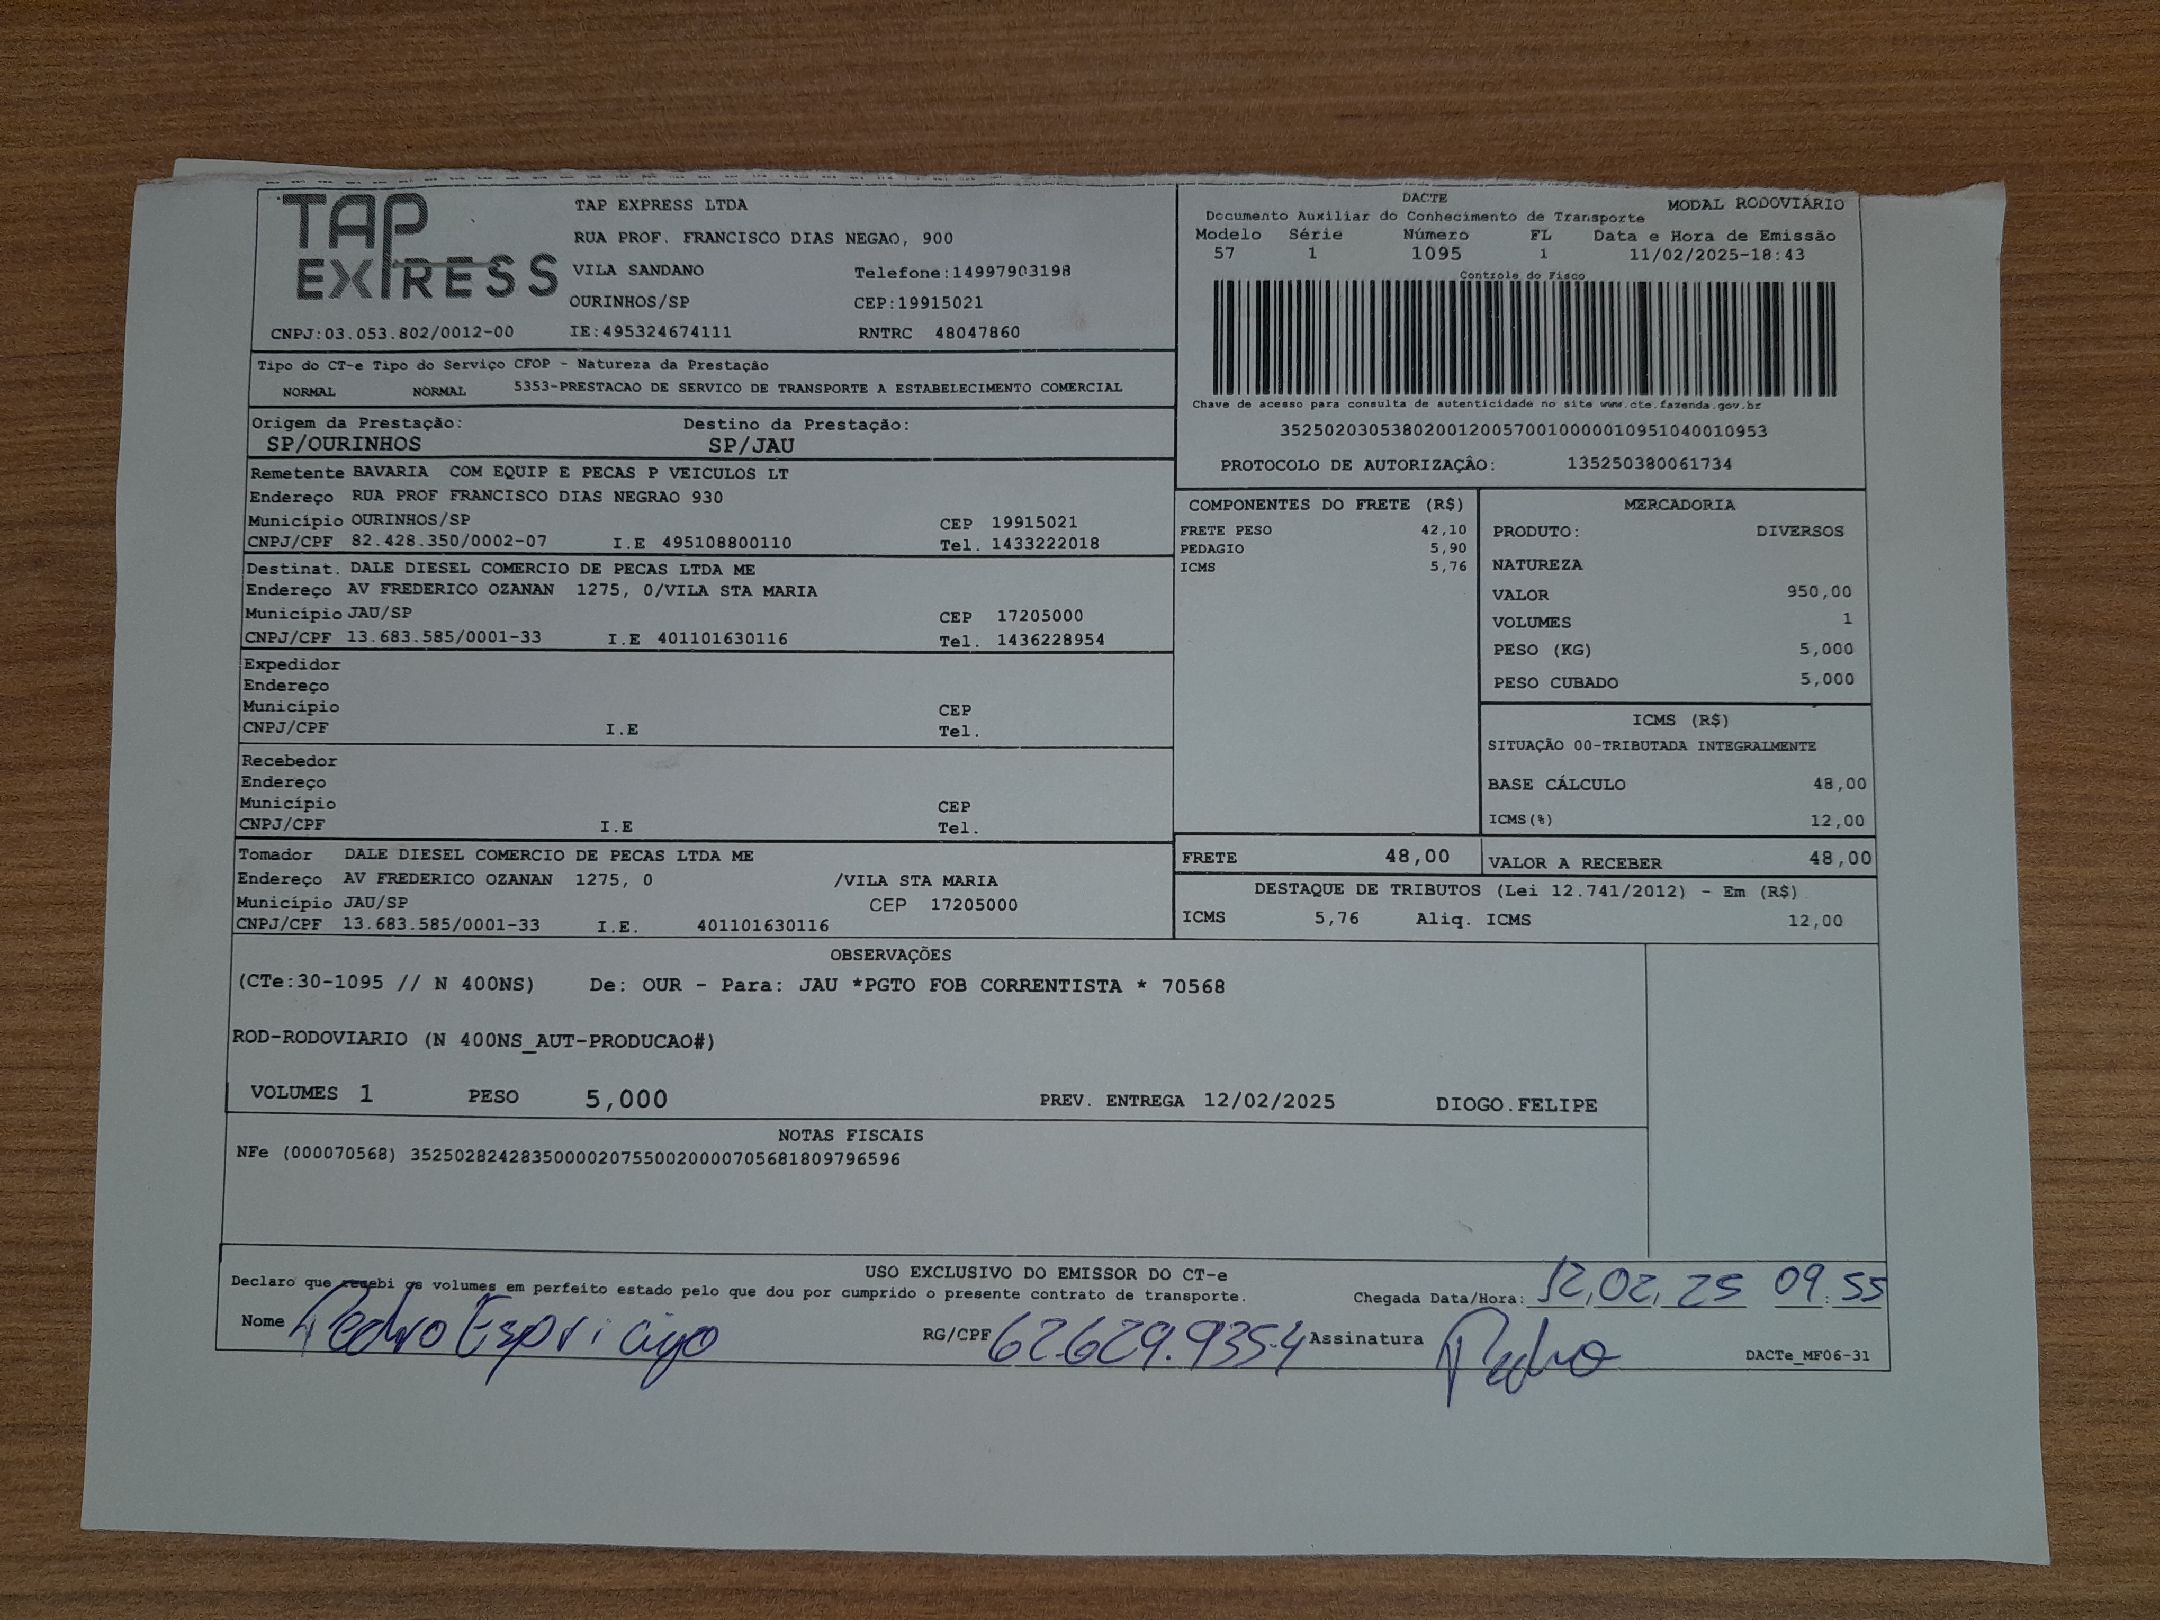 TAP EXPRESS
TAP EXPRESS LTDA
RUA PROF. FRANCISCO DIAS NEGAO, 900
VILA SANDANO Telefone:14997903198
OURINHOS/SP CEP:19915021
CNPJ:03.053.802/0012-00 IE:495324674111 RNTRC 48047860
DACTE MODAL RODOVIÁRIO
Documento Auxiliar do Conhecimento de Transporte
Modelo Série Número FL Data e Hora de Emissão
57 1 1095 1 11/02/2025-18:43
Controle do Fisco
Chave de acesso para consulta de autenticidade no site www.cte.fazenda.gov.br
35250203053802001200570010000010951040010953
PROTOCOLO DE AUTORIZAÇÂO: 135250380061734
Tipo do CT-e Tipo do Serviço CFOP - Natureza da Prestação
NORMAL NORMAL 5353-PRESTACAO DE SERVICO DE TRANSPORTE A ESTABELECIMENTO COMERCIAL
Origem da Prestação: Destino da Prestação:
SP/OURINHOS SP/JAU
Remetente BAVARIA COM EQUIP E PECAS P VEICULOS LT
Endereço RUA PROF FRANCISCO DIAS NEGRAO 930
Município OURINHOS/SP CEP 19915021
CNPJ/CPF 82.428.350/0002-07 I.E 495108800110 Tel. 1433222018
Destinat. DALE DIESEL COMERCIO DE PECAS LTDA ME
Endereço AV FREDERICO OZANAN 1275, 0/VILA STA MARIA
Município JAU/SP CEP 17205000
CNPJ/CPF 13.683.585/0001-33 I.E 401101630116 Tel. 1436228954
Expedidor
Endereço
Município CEP
CNPJ/CPF I.E Tel.
Recebedor
Endereço
Município CEP
CNPJ/CPF I.E Tel.
Tomador DALE DIESEL COMERCIO DE PECAS LTDA ME
Endereço AV FREDERICO OZANAN 1275, 0 /VILA STA MARIA
Município JAU/SP CEP 17205000
CNPJ/CPF 13.683.585/0001-33 I.E. 401101630116
COMPONENTES DO FRETE (R$)
FRETE PESO 42,10
PEDAGIO 5,90
ICMS 5,76
MERCADORIA
PRODUTO: DIVERSOS
NATUREZA
VALOR 950,00
VOLUMES 1
PESO (KG) 5,000
PESO CUBADO 5,000
ICMS (R$)
SITUAÇÃO 00-TRIBUTADA INTEGRALMENTE
BASE CÁLCULO 48,00
ICMS(%) 12,00
FRETE 48,00 VALOR A RECEBER 48,00
DESTAQUE DE TRIBUTOS (Lei 12.741/2012) - Em (R$)
ICMS 5,76 Aliq. ICMS 12,00
OBSERVAÇÕES
(CTe:30-1095 // N 400NS) De: OUR - Para: JAU *PGTO FOB CORRENTISTA * 70568
ROD-RODOVIARIO (N 400NS_AUT-PRODUCAO#)
VOLUMES 1 PESO 5,000 PREV. ENTREGA 12/02/2025 DIOGO.FELIPE
NOTAS FISCAIS
NFe (000070568) 35250282428350000207550020000705681809796596
USO EXCLUSIVO DO EMISSOR DO CT-e
Declaro que recebi os volumes em perfeito estado pelo que dou por cumprido o presente contrato de transporte. Chegada Data/Hora: 12.02.25 09:55
Nome Pedro RG/CPF 62.629.935-4 Assinatura Pedro
DACTe_MF06-31